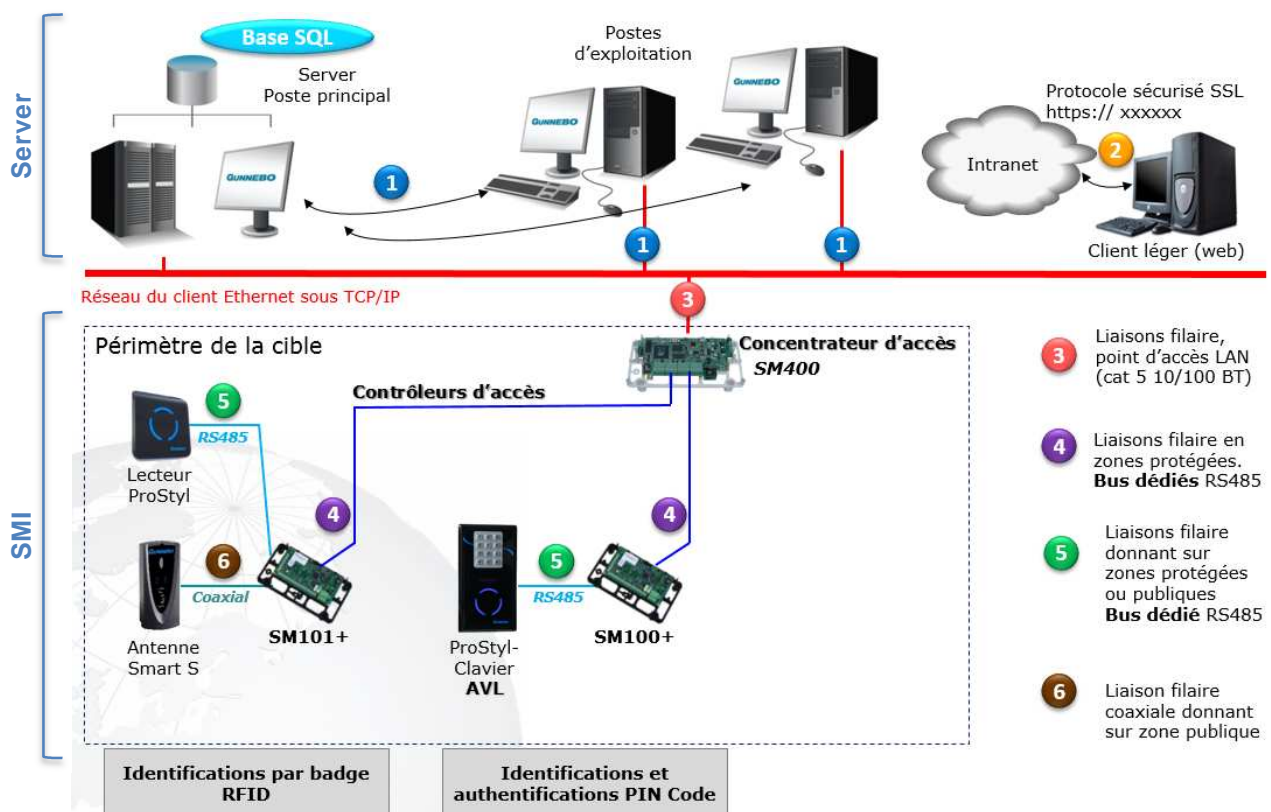 Server
Base SQL
Server
Poste principal
Postes
d'exploitation
GUNNEBO
GUNNEBO
GUNNEBO
Protocole sécurisé SSL
https:// xxxxxx
Intranet
2
1
1
1
Client léger (web)
Réseau du client Ethernet sous TCP/IP
3
SMI
Périmètre de la cible
Concentrateur d'accès
SM400
Contrôleurs d'accès
5
RS485
Lecteur
ProStyl
4
4
6
Coaxial
5
RS485
SM101+
SM100+
Antenne
Smart S
ProStyl-
Clavier
AVL
3
Liaisons filaire,
point d'accès LAN
(cat 5 10/100 BT)
4
Liaisons filaire en
zones protégées.
Bus dédiés RS485
5
Liaisons filaire
donnant sur
zones protégées
ou publiques
Bus dédié RS485
6
Liaison filaire
coaxiale donnant
sur zone publique
Identifications par badge
RFID
Identifications et
authentifications PIN Code